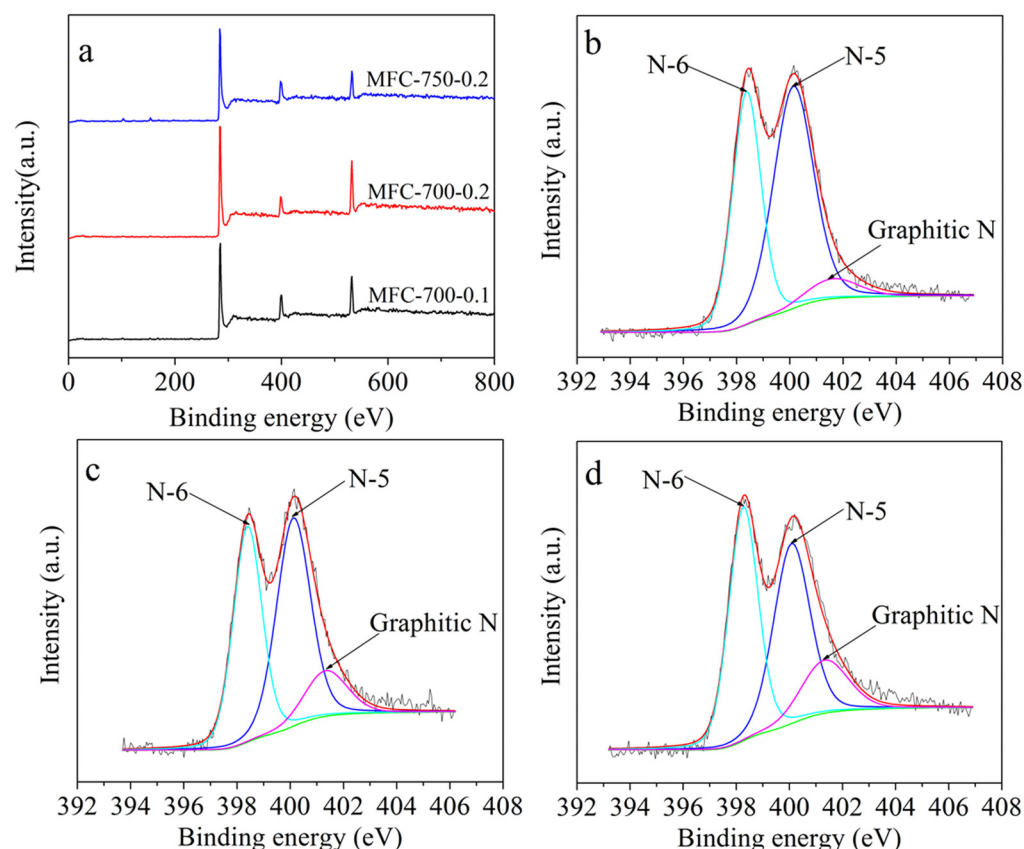 a
MFC-750-0.2
MFC-700-0.2
MFC-700-0.1
Intensity(a.u.)
0 200 400 600 800
Binding energy (eV)
b
N-6
N-5
Graphitic N
Intensity (a.u.)
392 394 396 398 400 402 404 406 408
Binding energy (eV)
c
N-6
N-5
Graphitic N
Intensity (a.u.)
392 394 396 398 400 402 404 406 408
Binding energy (eV)
d
N-6
N-5
Graphitic N
Intensity (a.u.)
392 394 396 398 400 402 404 406 408
Binding energy (eV)